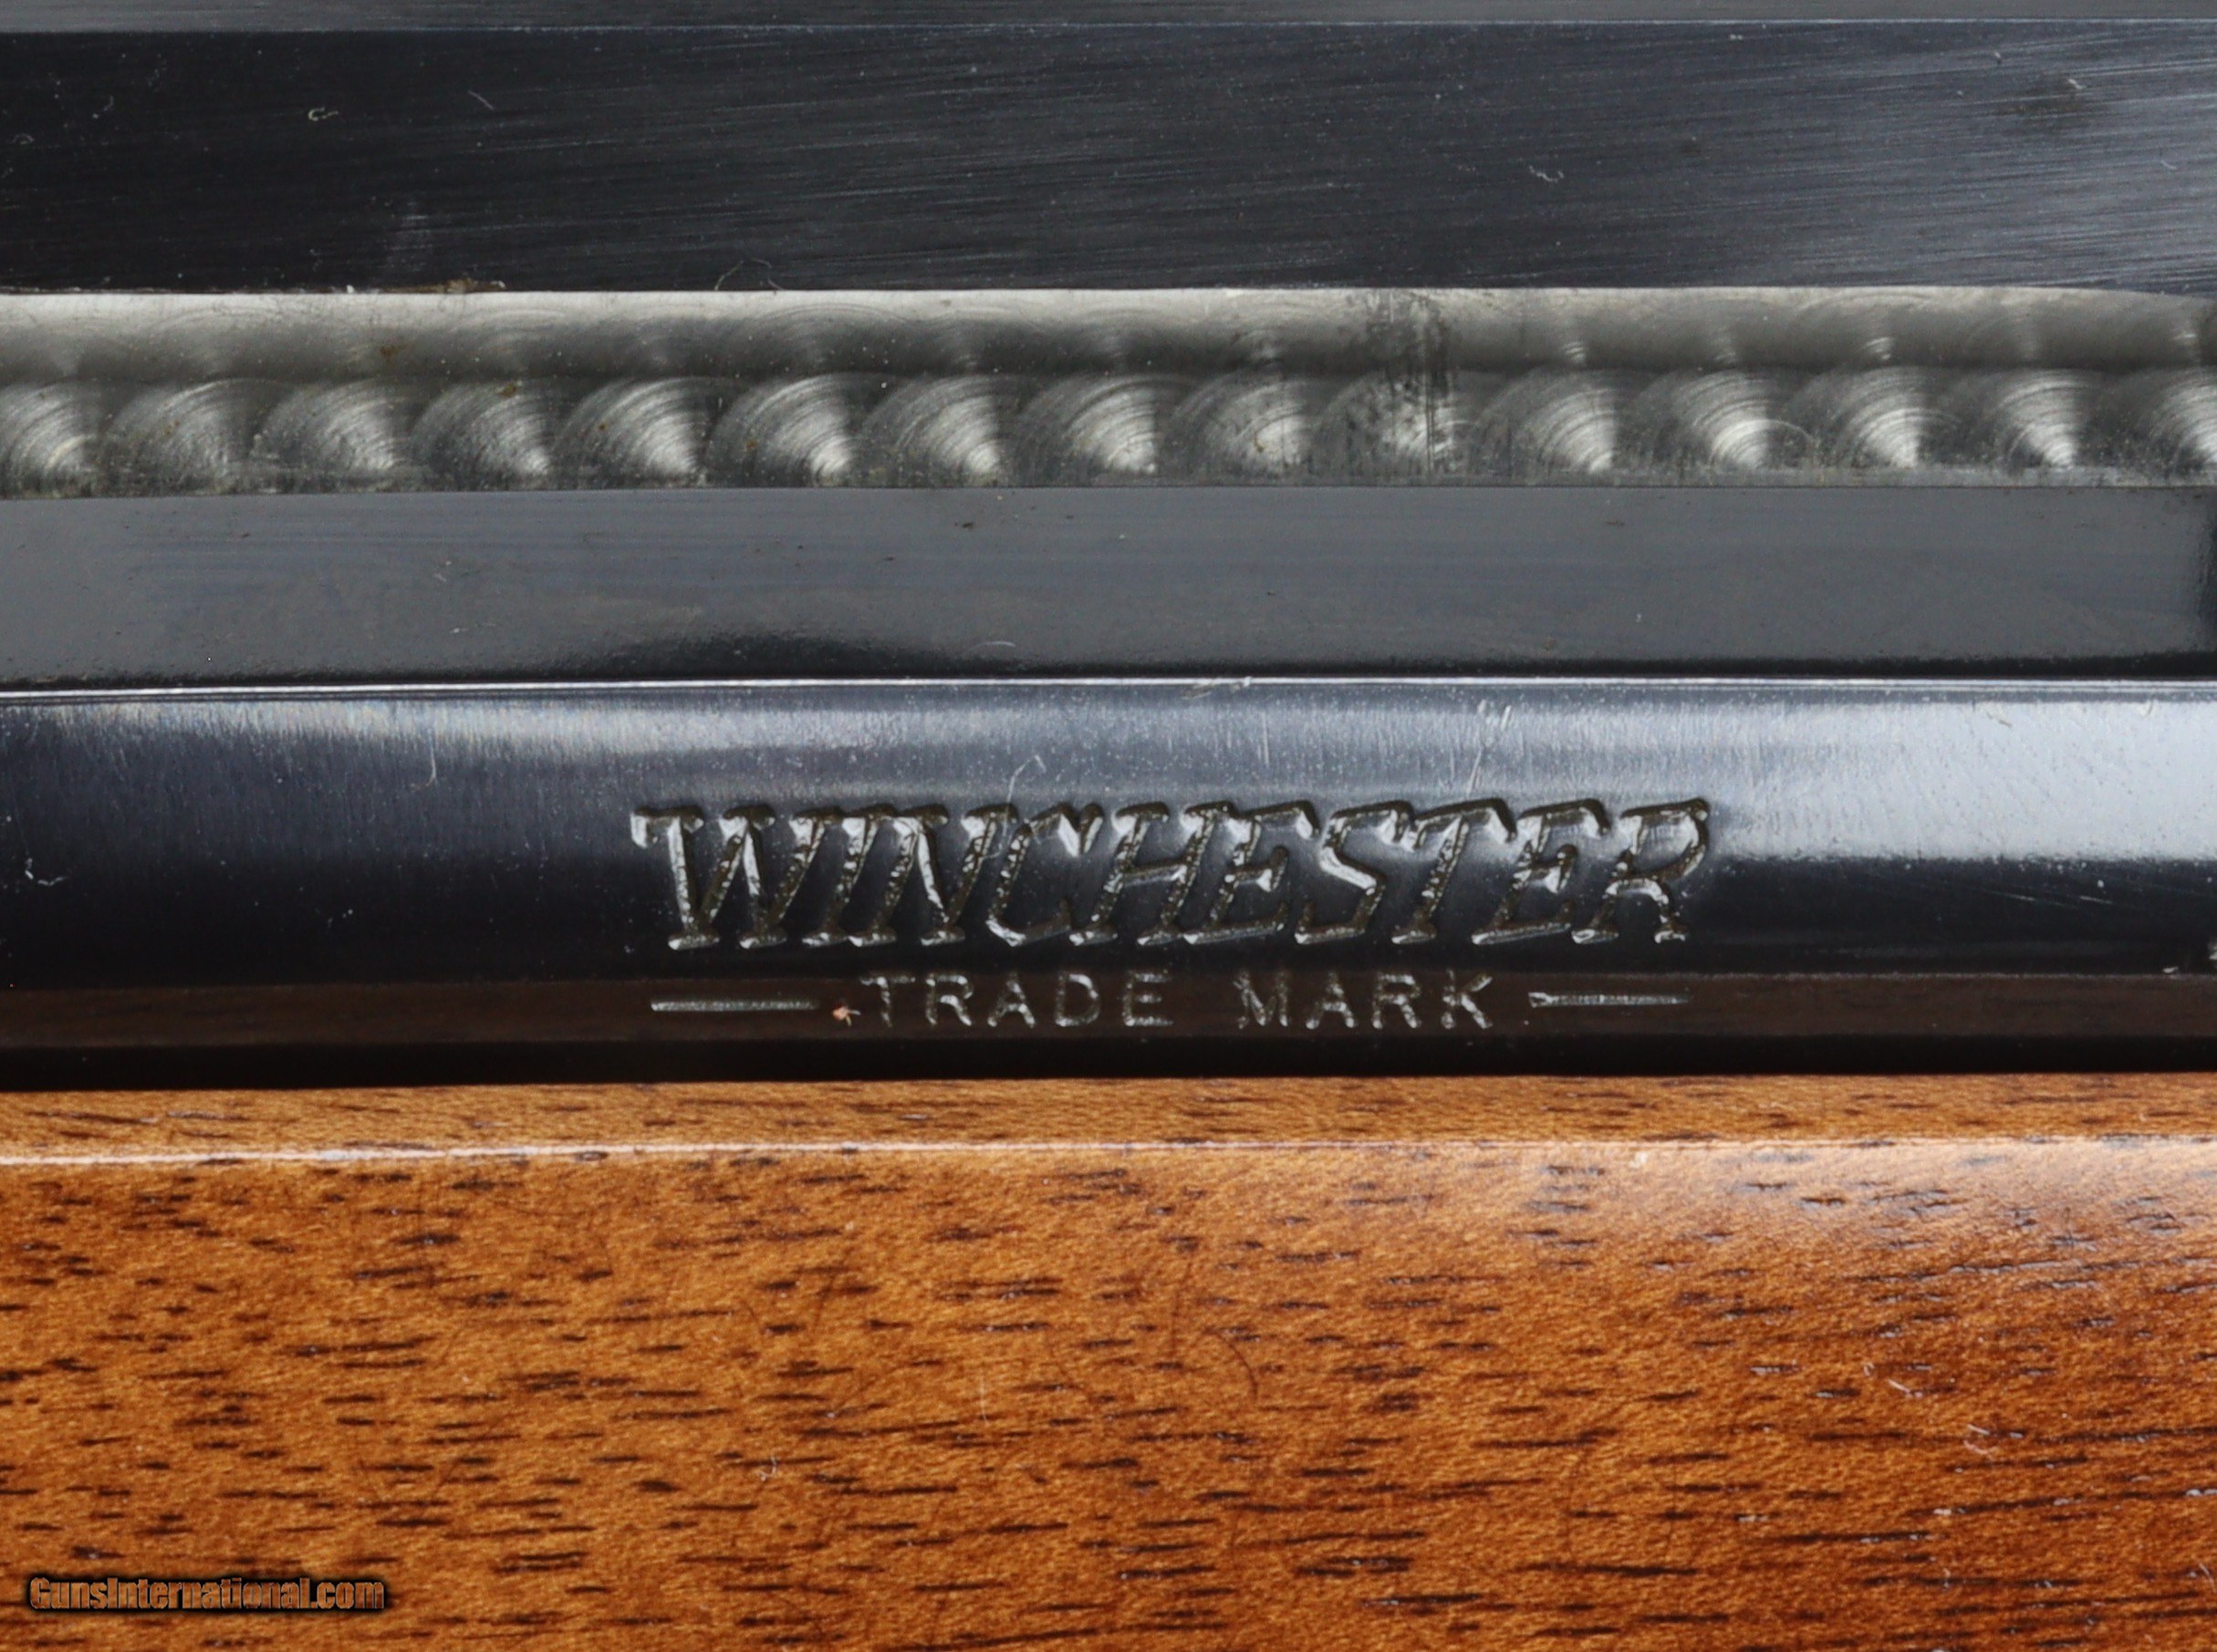 WINCHESTER
— TRADE MARK —
GunsInternational.com